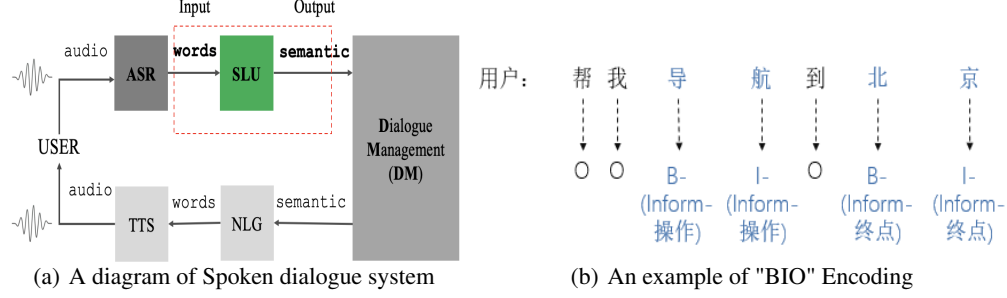 Input Output
audio words semantic
ASR SLU
Dialogue
Management
(DM)
USER
audio words semantic
TTS NLG
(a) A diagram of Spoken dialogue system
用户: 帮 我 导 航 到 北 京
O O B- I- O B- I-
(Inform- (Inform- (Inform- (Inform-
操作) 操作) 终点) 终点)
(b) An example of "BIO" Encoding